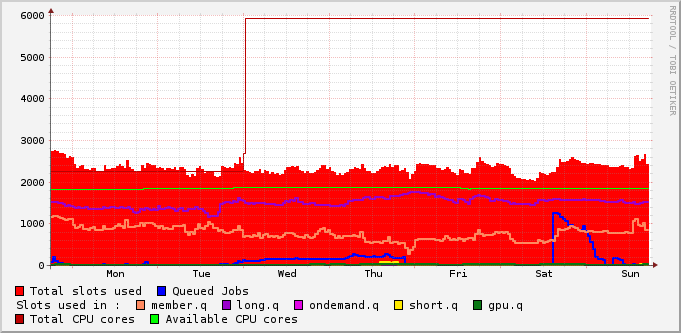 6000
5000
4000
3000
2000
1000
0
Mon Tue Wed Thu Fri Sat Sun
RRDTOOL / TOBI OETIKER
Total slots used Queued Jobs
Slots used in : member.q long.q ondemand.q short.q gpu.q
Total CPU cores Available CPU cores